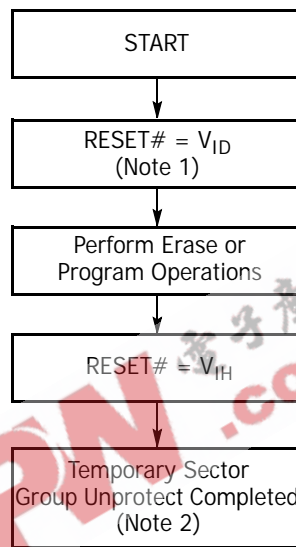 START
RESET# = VID
(Note 1)
Perform Erase or
Program Operations
RESET# = VIH
Temporary Sector
Group Unprotect Completed
(Note 2)
.co